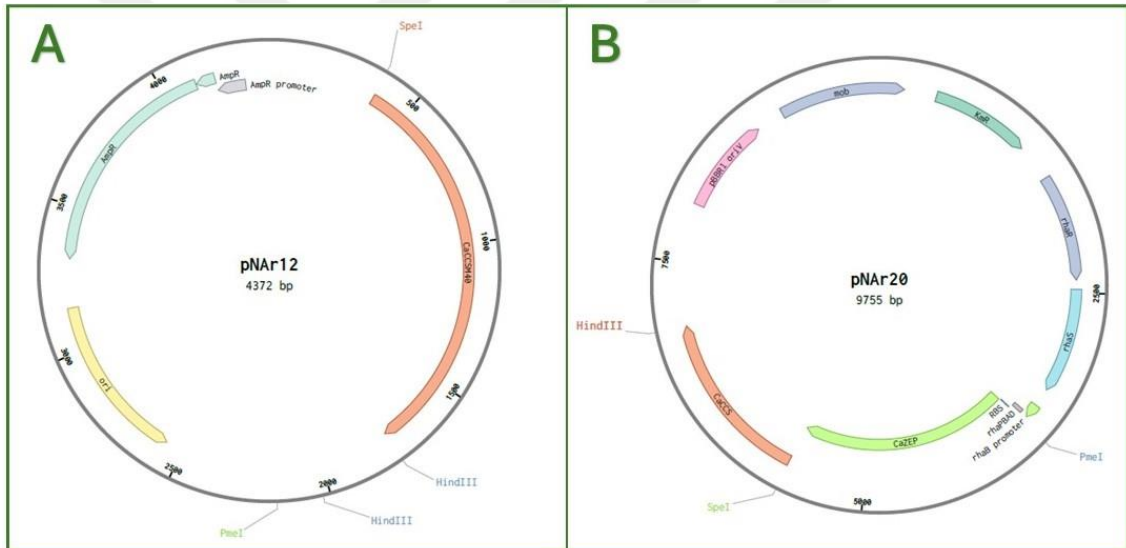 A
SpeI
4000
AmpR
AmpR promoter
500
AmpR
3500
1000
CaCCSM40
pNAr12
4372 bp
3000
ori
1500
2500
2000
HindIII
HindIII
PmeI
B
mob
KmR
pBBR1 oriV
rhaR
7500
pNAr20
9755 bp
2500
HindIII
rhaS
CaCCS
RBS
rhaPBAD
rhaB promoter
CaZEP
PmeI
SpeI
5000